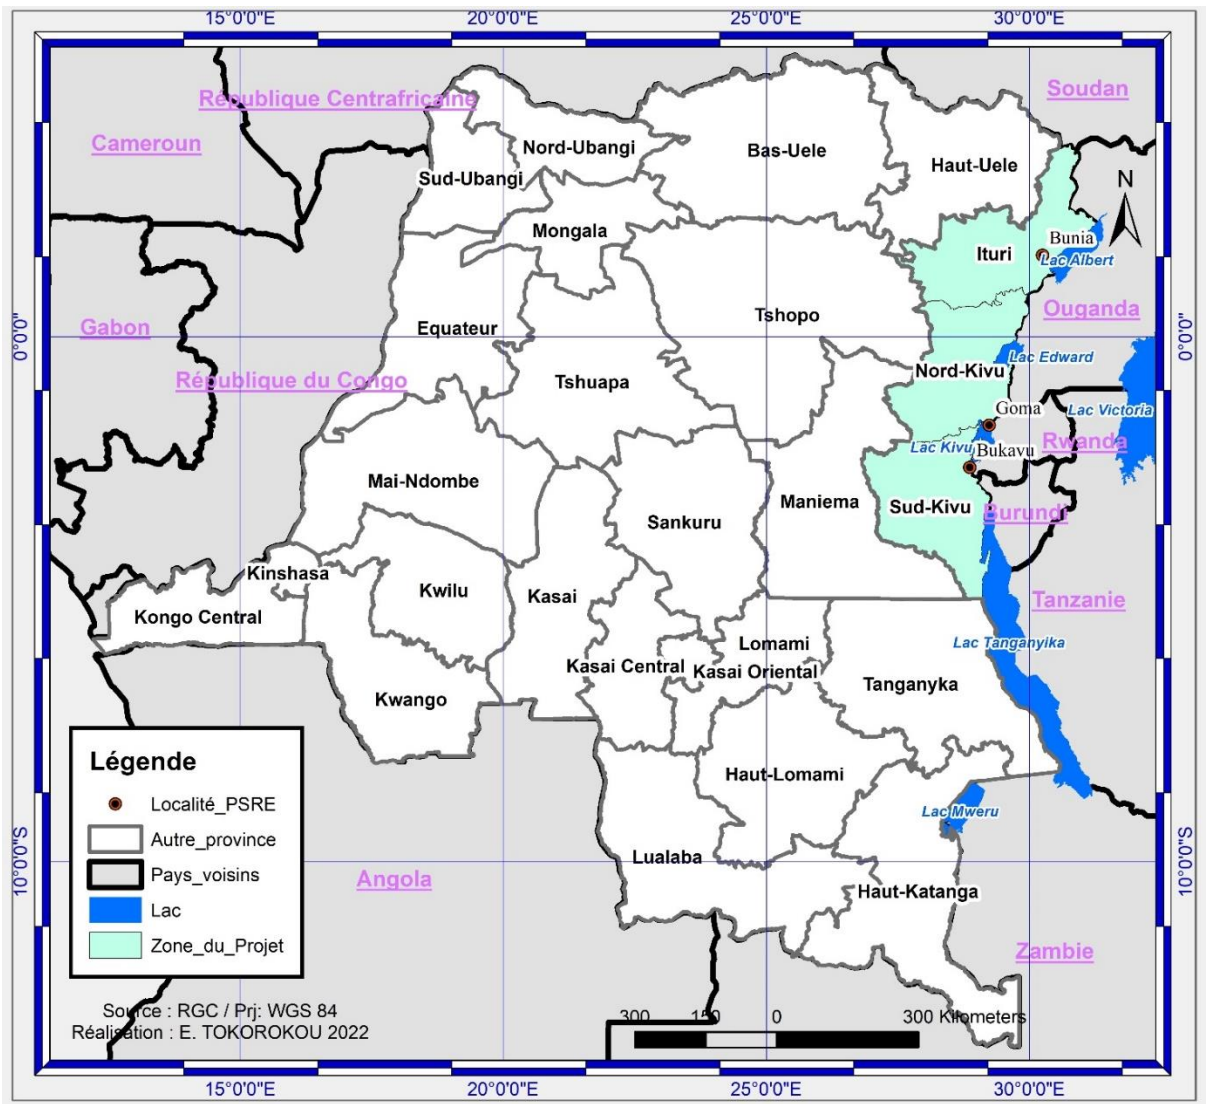 15°0'0"E 20°0'0"E 25°0'0"E 30°0'0"E
Soudan
République Centrafricaine
Cameroun
Nord-Ubangi
Bas-Uele
Haut-Uele
Sud-Ubangi
N
Mongala
Bunia
Ituri
Lac Albert
Gabon
Equateur
Tshopo
Ouganda
0°0'0"
0°0'0"
Lac Edward
République du Congo
Tshuapa
Nord-Kivu
Goma
Lac Victoria
Rwanda
Lac Kivu
Bukavu
Mai-Ndombe
Maniema
Sud-Kivu
Burundi
Sankuru
Kinshasa
Kwilu
Kasai
Tanzanie
Kongo Central
Lomami
Lac Tanganyika
Kasai Central
Kasai Oriental
Tanganyka
Kwango
Haut-Lomami
Lac Mweru
Lualaba
10°0'0"S
10°0'0"S
Angola
Haut-Katanga
Zambie
Légende
Localité_PSRE
Autre_province
Pays_voisins
Lac
Zone_du_Projet
Source : RGC / Prj: WGS 84
Réalisation : E. TOKOROKOU 2022
300 150 0 300 Kilometers
15°0'0"E 20°0'0"E 25°0'0"E 30°0'0"E